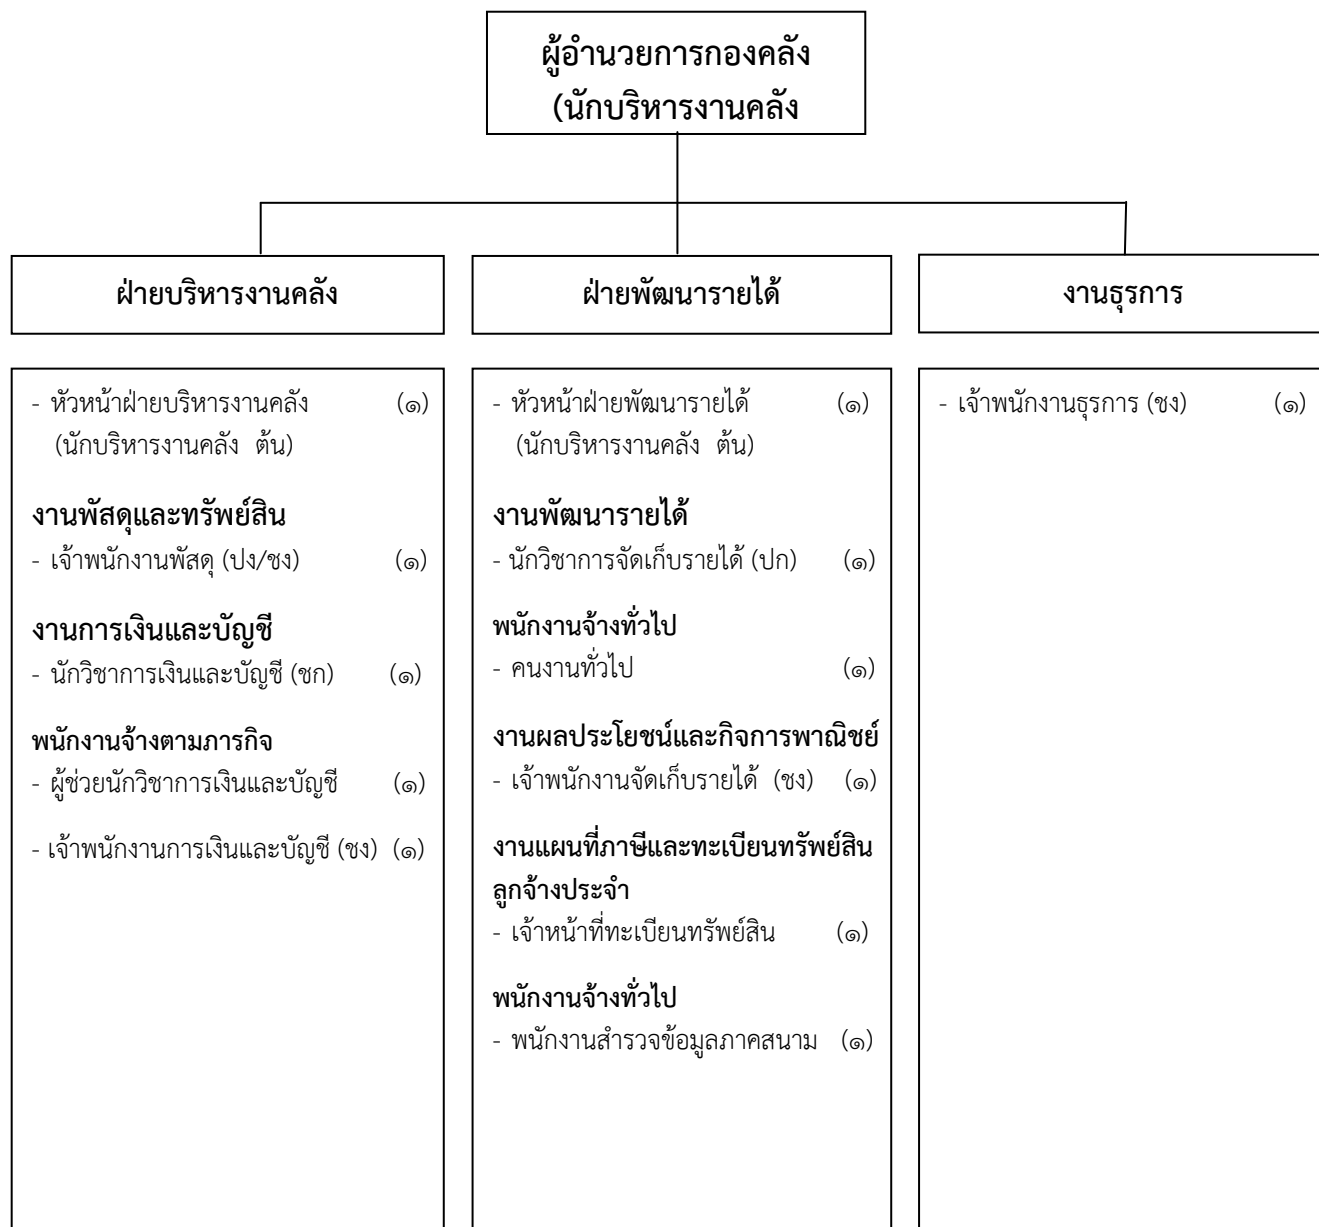 ผู้อำนวยการกองคลัง
(นักบริหารงานคลัง
ฝ่ายบริหารงานคลัง
- หัวหน้าฝ่ายบริหารงานคลัง (๑)
(นักบริหารงานคลัง ต้น)
งานพัสดุและทรัพย์สิน
- เจ้าพนักงานพัสดุ (ปง/ชง) (๑)
งานการเงินและบัญชี
- นักวิชาการเงินและบัญชี (ชก) (๑)
พนักงานจ้างตามภารกิจ
- ผู้ช่วยนักวิชาการเงินและบัญชี (๑)
- เจ้าพนักงานการเงินและบัญชี (ชง) (๑)
ฝ่ายพัฒนารายได้
- หัวหน้าฝ่ายพัฒนารายได้ (๑)
(นักบริหารงานคลัง ต้น)
งานพัฒนารายได้
- นักวิชาการจัดเก็บรายได้ (ปก) (๑)
พนักงานจ้างทั่วไป
- คนงานทั่วไป (๑)
งานผลประโยชน์และกิจการพาณิชย์
- เจ้าพนักงานจัดเก็บรายได้ (ชง) (๑)
งานแผนที่ภาษีและทะเบียนทรัพย์สิน
ลูกจ้างประจำ
- เจ้าหน้าที่ทะเบียนทรัพย์สิน (๑)
พนักงานจ้างทั่วไป
- พนักงานสำรวจข้อมูลภาคสนาม (๑)
งานธุรการ
- เจ้าพนักงานธุรการ (ชง) (๑)